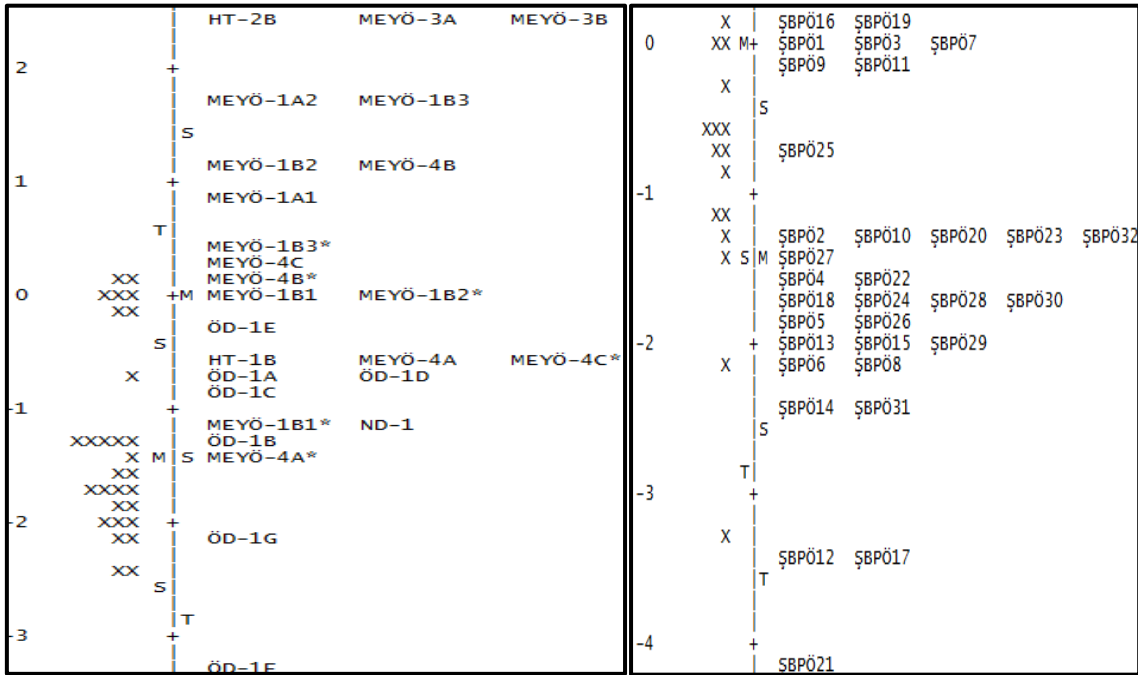 HT-2B MEYÖ-3A MEYÖ-3B
2 +
MEYÖ-1A2 MEYÖ-1B3
S
MEYÖ-1B2 MEYÖ-4B
1 +
MEYÖ-1A1
T
MEYÖ-1B3*
MEYÖ-4C
XX MEYÖ-4B*
0 XXX +M MEYÖ-1B1 MEYÖ-1B2*
XX
ÖD-1E
S
HT-1B MEYÖ-4A MEYÖ-4C*
X ÖD-1A ÖD-1D
ÖD-1C
-1 +
MEYÖ-1B1* ND-1
XXXXX ÖD-1B
X M|S MEYÖ-4A*
XX
XXXX
XX
-2 XXX +
XX ÖD-1G
XX
S
T
-3 +
ÖD-1F
X | ŞBPÖ16 ŞBPÖ19
0 XX M+ ŞBPÖ1 ŞBPÖ3 ŞBPÖ7
ŞBPÖ9 ŞBPÖ11
X
|S
XXX
XX ŞBPÖ25
X
-1 +
XX
X ŞBPÖ2 ŞBPÖ10 ŞBPÖ20 ŞBPÖ23 ŞBPÖ32
X S|M ŞBPÖ27
ŞBPÖ4 ŞBPÖ22
ŞBPÖ18 ŞBPÖ24 ŞBPÖ28 ŞBPÖ30
ŞBPÖ5 ŞBPÖ26
-2 + ŞBPÖ13 ŞBPÖ15 ŞBPÖ29
X ŞBPÖ6 ŞBPÖ8
ŞBPÖ14 ŞBPÖ31
|S
T|
-3 +
X
ŞBPÖ12 ŞBPÖ17
|T
-4 +
ŞBPÖ21